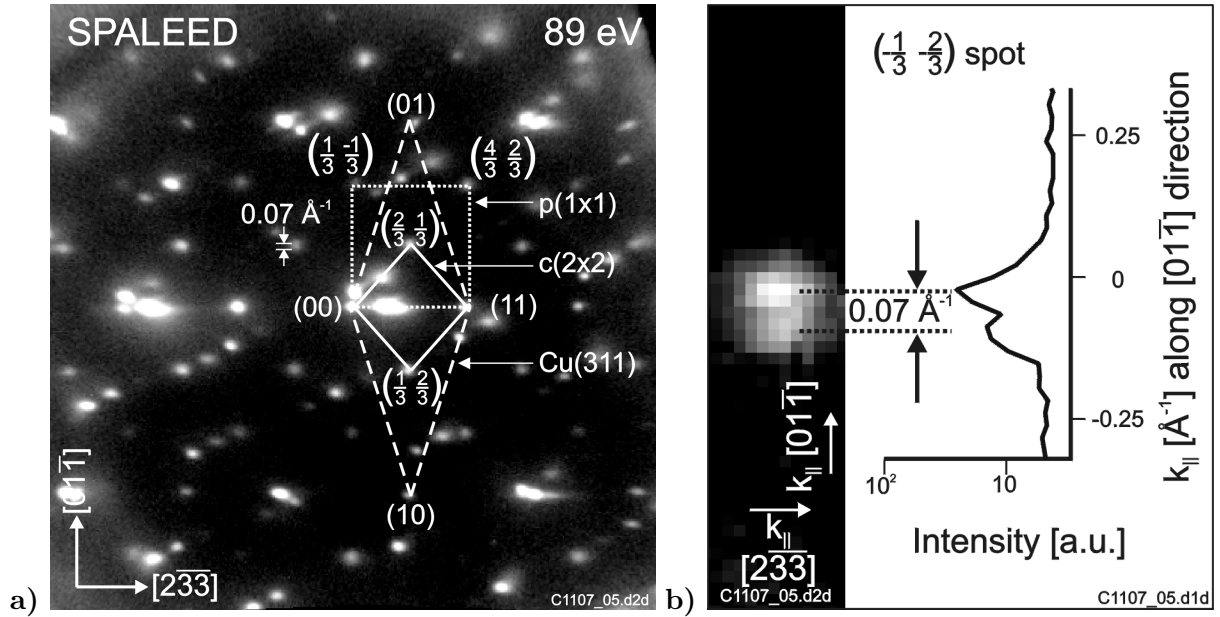 SPALEED 89 eV
(01)
(1/3 -1/3) (4/3 2/3)
p(1x1)
0.07 Å⁻¹
(2/3 1/3)
c(2x2)
(00) (11)
Cu(311)
(1/3 2/3)
(10)
[011̅]
[23̅3̅]
C1107_05.d2d
a)
(-1/3 -2/3) spot
0.25
0
-0.25
0.07 Å⁻¹
k|| [Å⁻¹] along [011̅] direction
k|| [011̅]
k||
[23̅3̅]
10² 10
Intensity [a.u.]
C1107_05.d2d
C1107_05.d1d
b)